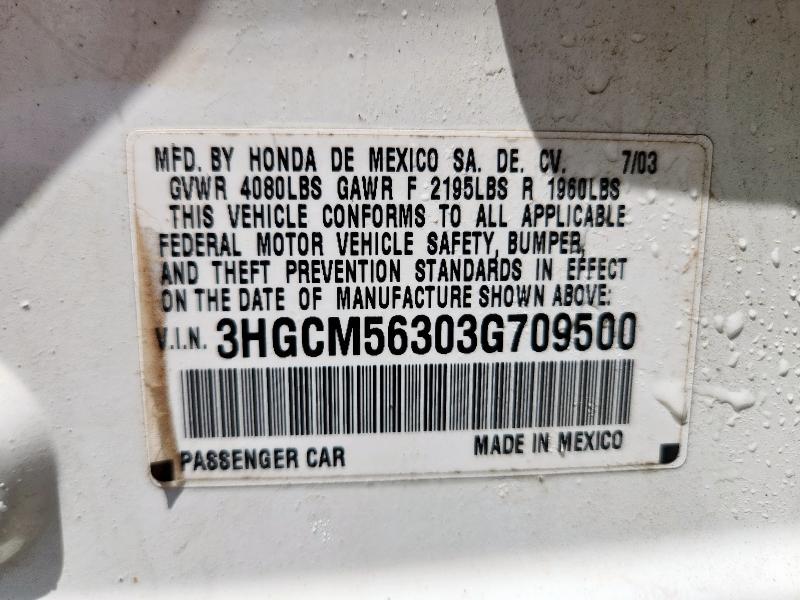 MFD. BY HONDA DE MEXICO SA. DE. CV. 7/03
GVWR 4080LBS GAWR F 2195LBS R 1960LBS
THIS VEHICLE CONFORMS TO ALL APPLICABLE
FEDERAL MOTOR VEHICLE SAFETY, BUMPER,
AND THEFT PREVENTION STANDARDS IN EFFECT
ON THE DATE OF MANUFACTURE SHOWN ABOVE:
V.I.N. 3HGCM56303G709500
PASSENGER CAR MADE IN MEXICO